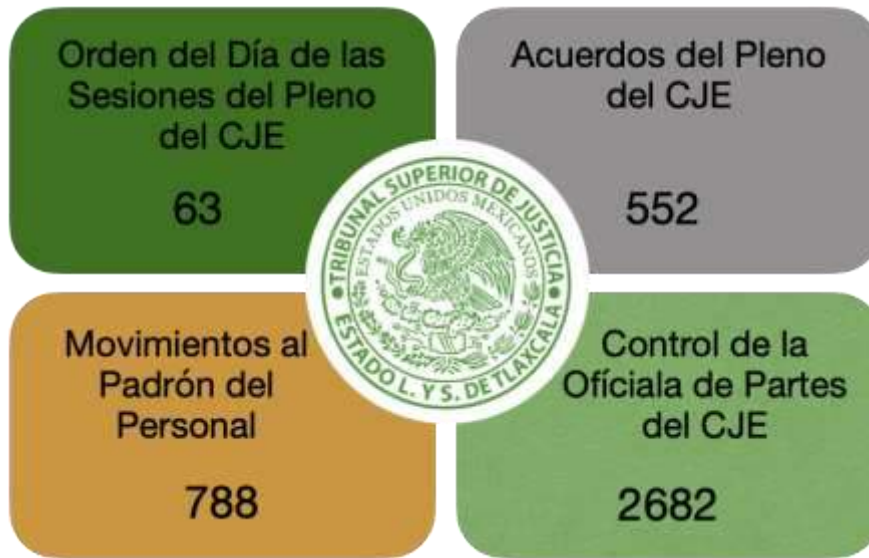 Orden del Día de las
Sesiones del Pleno
del CJE
63
Acuerdos del Pleno
del CJE
552
TRIBUNAL SUPERIOR DE JUSTICIA
ESTADOS UNIDOS MEXICANOS
ESTADO L. Y S. DE TLAXCALA
Movimientos al
Padrón del
Personal
788
Control de la
Ofíciala de Partes
del CJE
2682